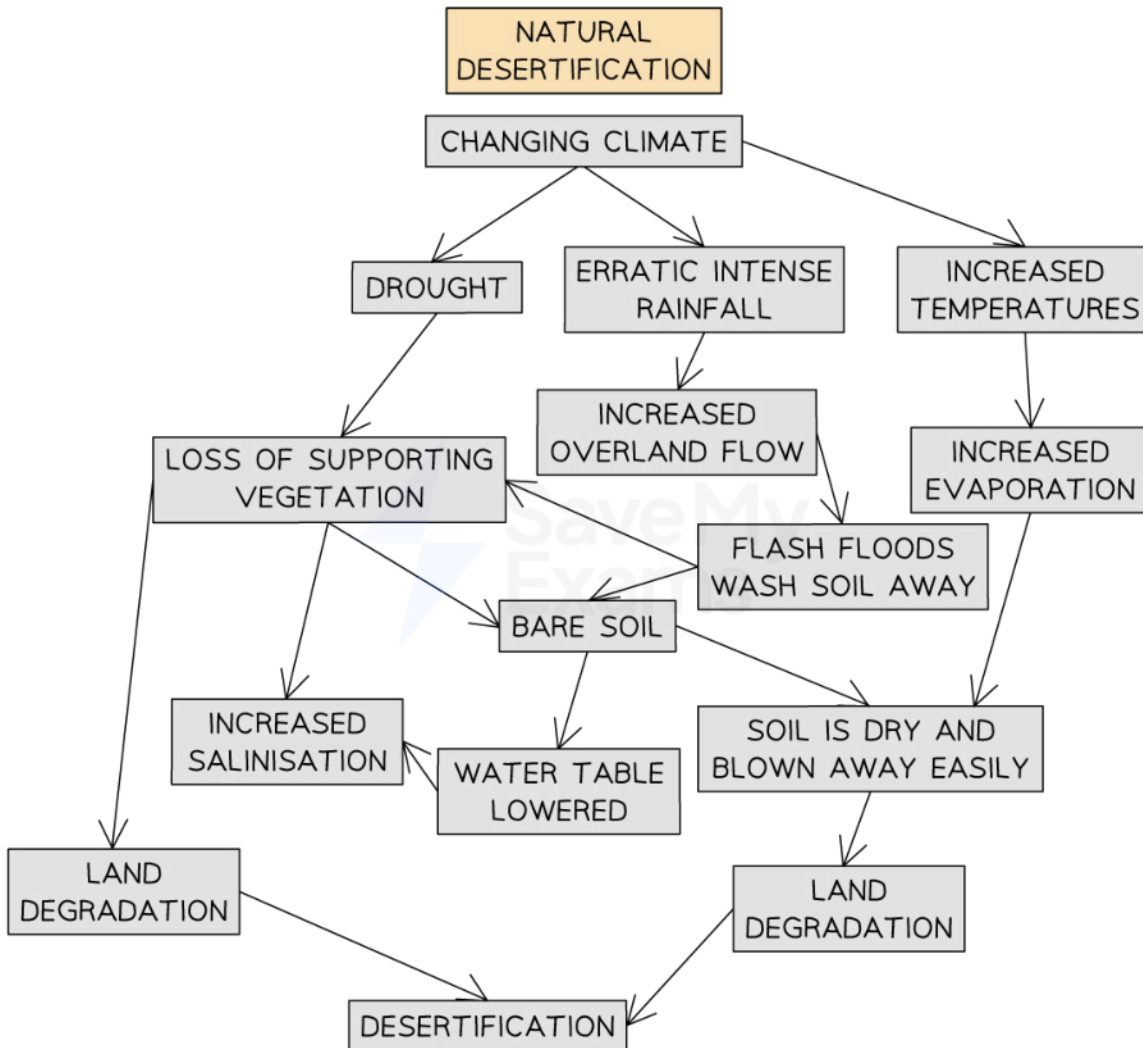 NATURAL
DESERTIFICATION
CHANGING CLIMATE
DROUGHT
ERRATIC INTENSE
RAINFALL
INCREASED
TEMPERATURES
INCREASED
OVERLAND FLOW
LOSS OF SUPPORTING
VEGETATION
INCREASED
EVAPORATION
SaveMy
Exams
FLASH FLOODS
WASH SOIL AWAY
BARE SOIL
INCREASED
SALINISATION
WATER TABLE
LOWERED
SOIL IS DRY AND
BLOWN AWAY EASILY
LAND
DEGRADATION
LAND
DEGRADATION
DESERTIFICATION